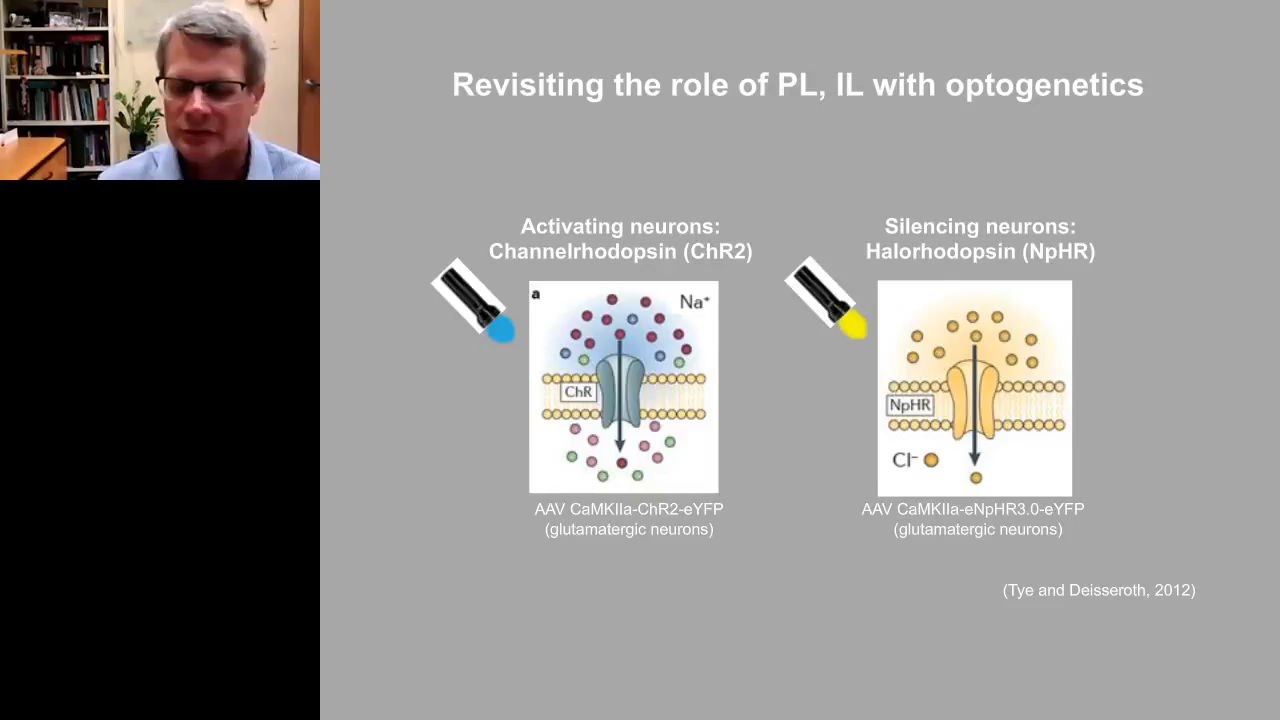 Revisiting the role of PL, IL with optogenetics
Activating neurons:
Channelrhodopsin (ChR2)
a
Na⁺
ChR
AAV CaMKIIa-ChR2-eYFP
(glutamatergic neurons)
Silencing neurons:
Halorhodopsin (NpHR)
NpHR
Cl⁻
AAV CaMKIIa-eNpHR3.0-eYFP
(glutamatergic neurons)
(Tye and Deisseroth, 2012)